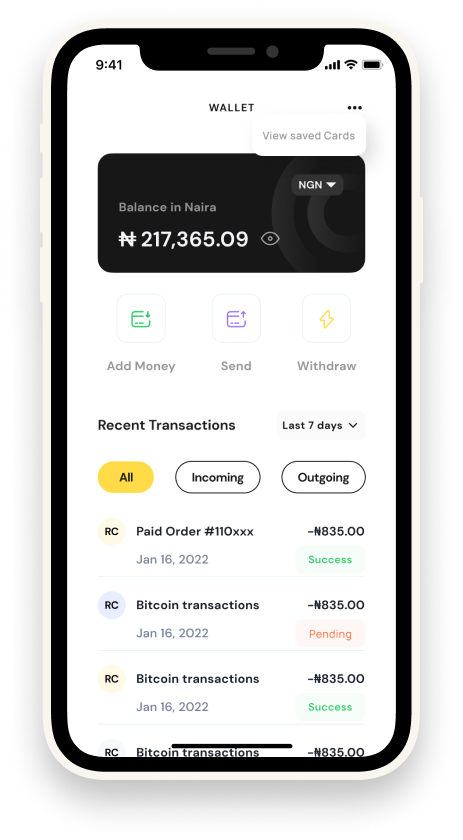 9:41
WALLET
View saved Cards
NGN
Balance in Naira
₦ 217,365.09
Add Money Send Withdraw
Recent Transactions Last 7 days
All Incoming Outgoing
RC Paid Order #110xxx -₦835.00
Jan 16, 2022 Success
RC Bitcoin transactions -₦835.00
Jan 16, 2022 Pending
RC Bitcoin transactions -₦835.00
Jan 16, 2022 Success
RC Bitcoin transactions -₦835.00